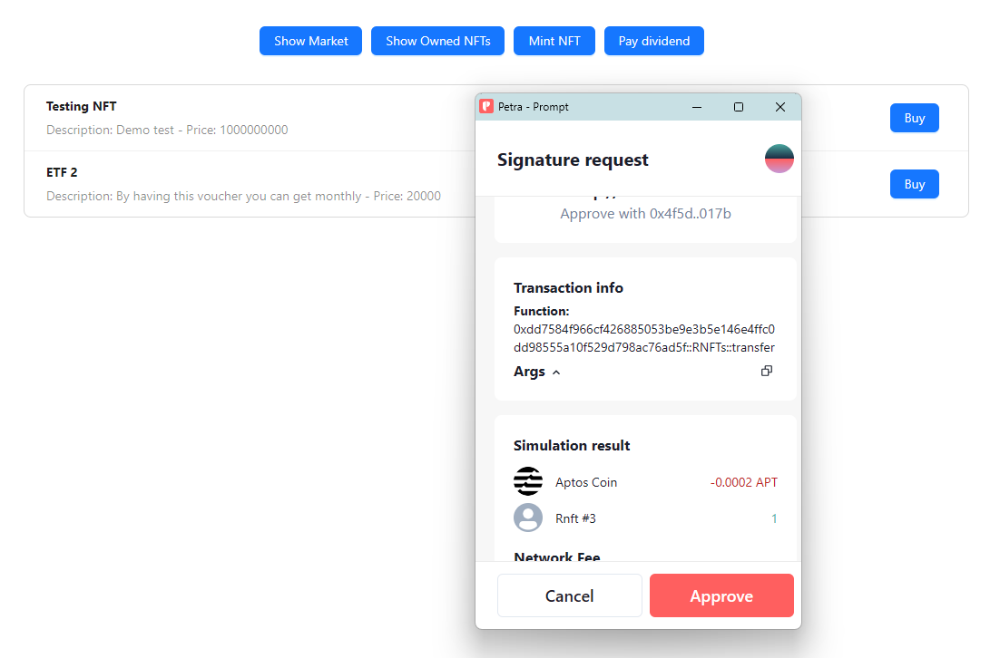 Show Market
Show Owned NFTs
Mint NFT
Pay dividend
Testing NFT
Description: Demo test - Price: 1000000000
Buy
ETF 2
Description: By having this voucher you can get monthly - Price: 20000
Buy
Petra - Prompt
Signature request
Approve with 0x4f5d..017b
Transaction info
Function:
0xdd7584f966cf426885053be9e3b5e146e4ffc0
dd98555a10f529d798ac76ad5f::RNFTs::transfer
Args
Simulation result
Aptos Coin
-0.0002 APT
Rnft #3
1
Network Fee
Cancel
Approve